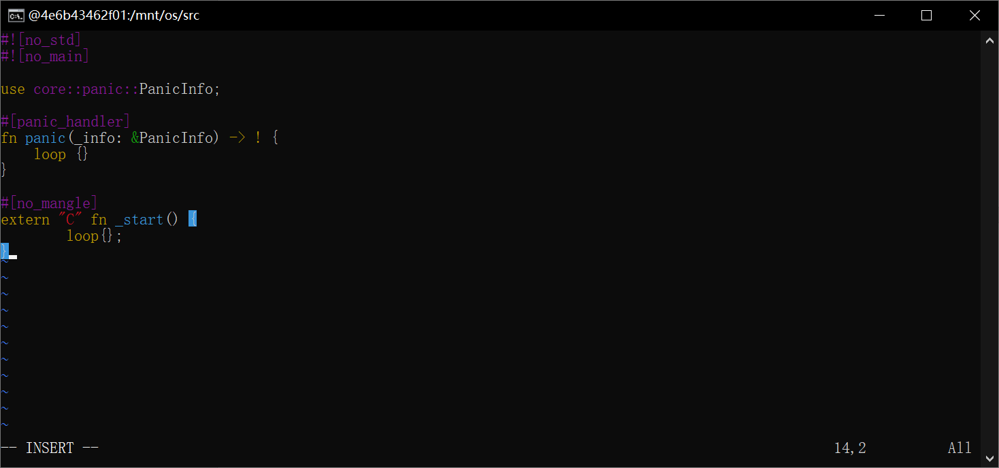 @4e6b43462f01:/mnt/os/src
#![no_std]
#![no_main]
use core::panic::PanicInfo;
#[panic_handler]
fn panic(_info: &PanicInfo) -> ! {
    loop {}
}
#[no_mangle]
extern "C" fn _start() {
        loop{};
}
~
~
~
~
~
~
~
~
~
~
~
-- INSERT -- 14,2 All